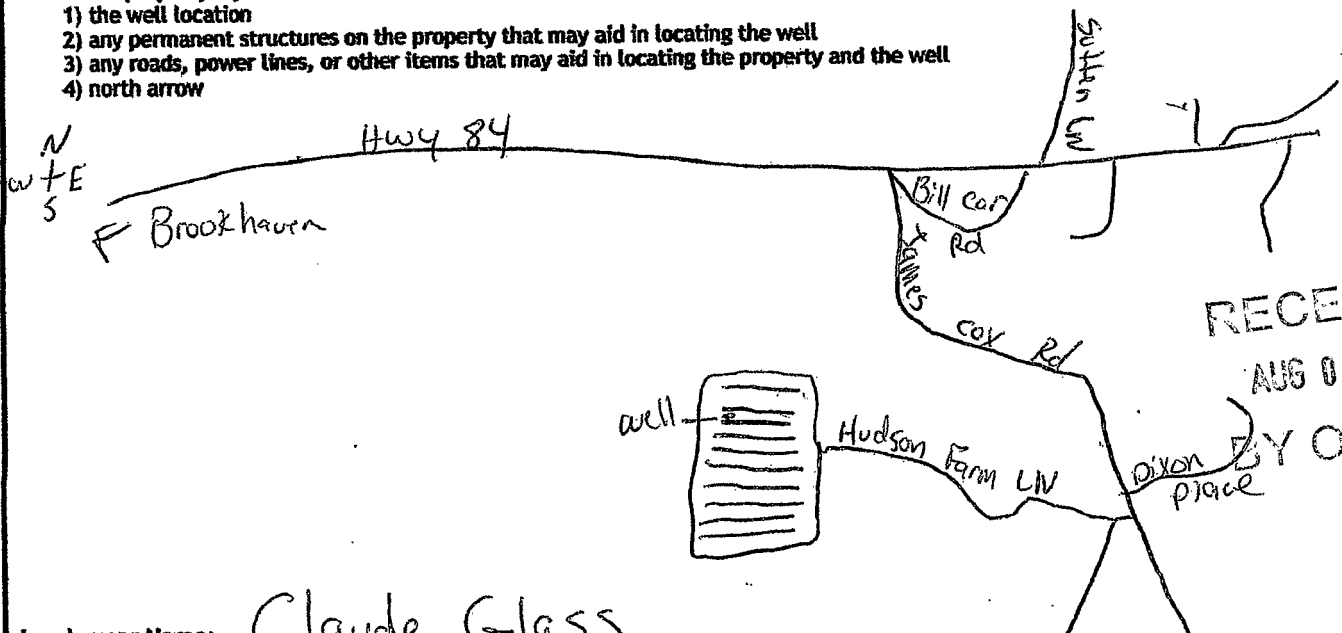 1) the well location
2) any permanent structures on the property that may aid in locating the well
3) any roads, power lines, or other items that may aid in locating the property and the well
4) north arrow
Sutten LN
Hwy 84
N
W E
S
Brookhaven
Bill Carr
Rd
James
Cox Rd
RECE
AUG 0
well
Hudson Farm LN
Dixon
place
BY O
Claude Glass